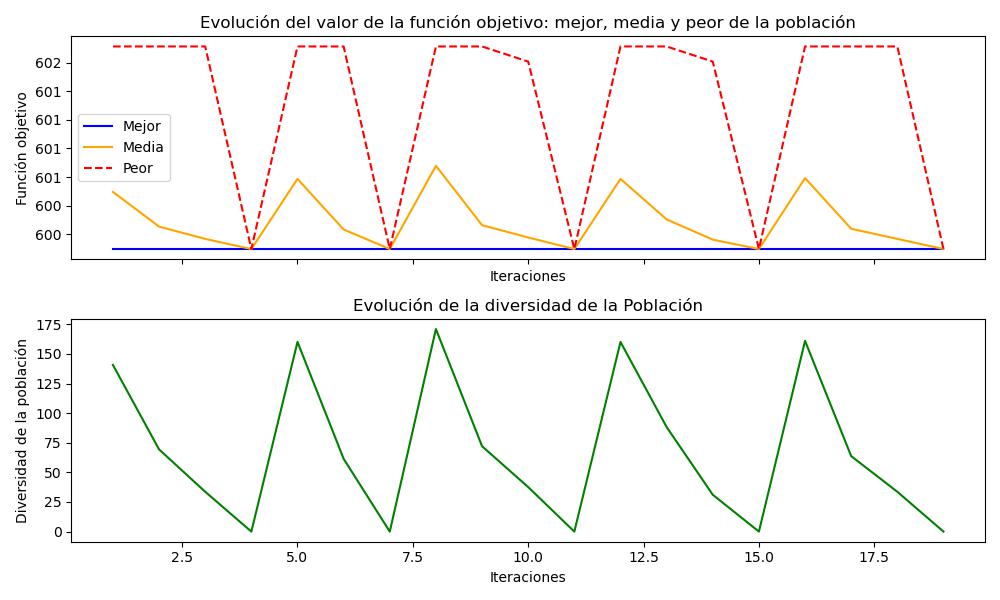 Evolución del valor de la función objetivo: mejor, media y peor de la población
Función objetivo
602
601
601
601
601
600
600
Mejor
Media
Peor
Iteraciones
Evolución de la diversidad de la Población
Diversidad de la población
175
150
125
100
75
50
25
0
2.5 5.0 7.5 10.0 12.5 15.0 17.5
Iteraciones